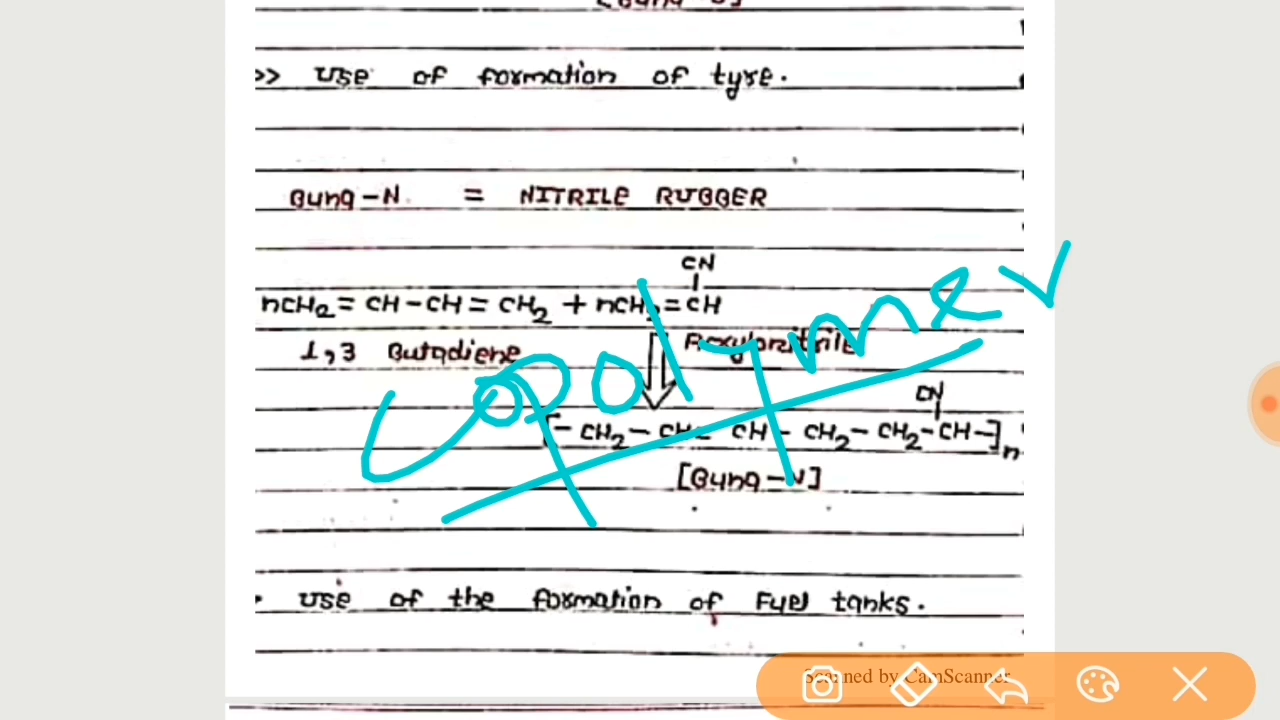 [Buna-S]
>> use of formation of tyre.
Buna-N = NITRILE RUBBER
CN
nCH2 = CH-CH = CH2 + nCH2=CH
1,3 Butadiene
copolymer
CN
[-CH2-CH= CH-CH2-CH2-CH-]n
[Buna-N]
use of the formation of Fuel tanks.
Scanned by CamScanner